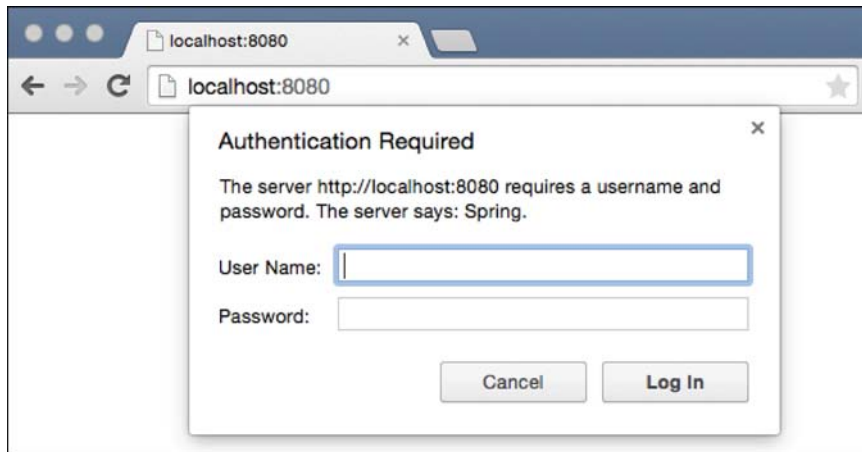 localhost:8080
localhost:8080
Authentication Required
The server http://localhost:8080 requires a username and
password. The server says: Spring.
User Name:
Password:
Cancel
Log In